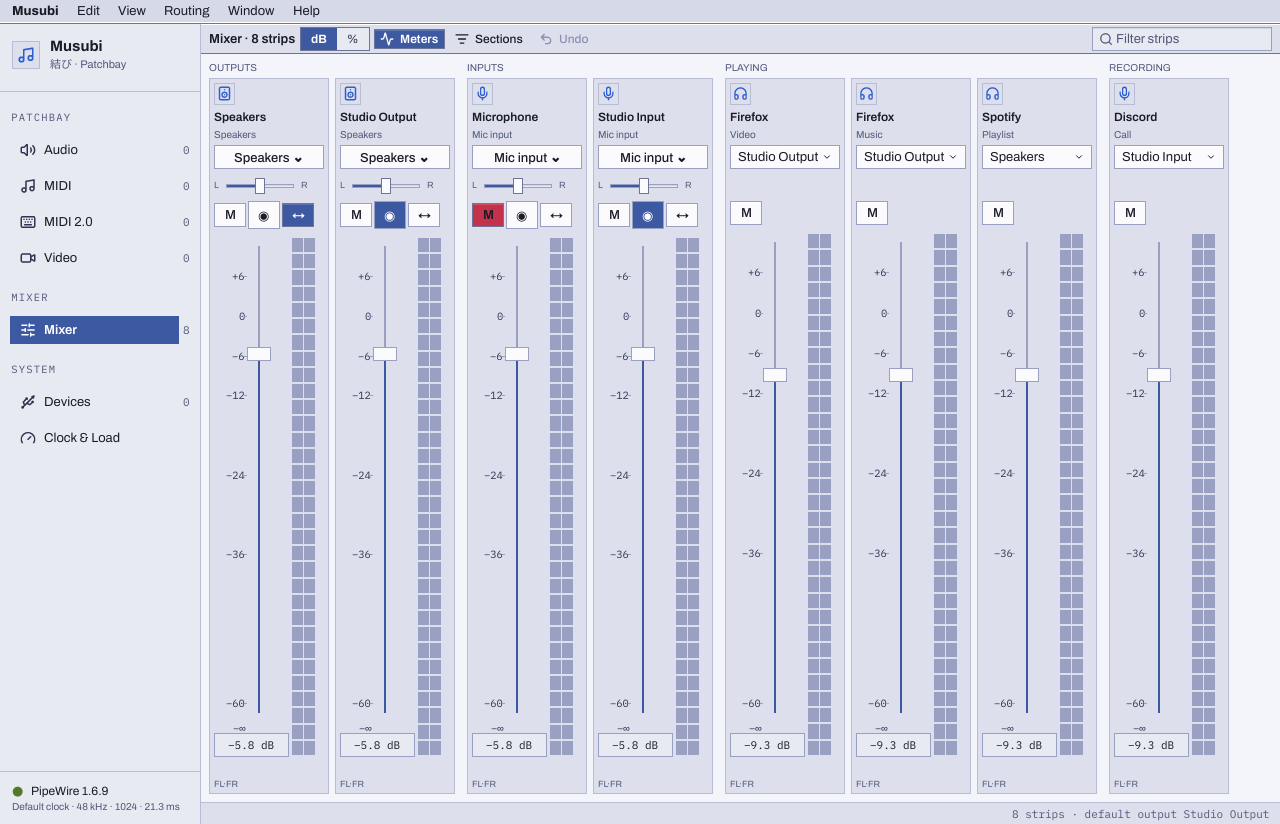 Musubi Edit View Routing Window Help
Musubi
結び · Patchbay
PATCHBAY
Audio 0
MIDI 0
MIDI 2.0 0
Video 0
MIXER
Mixer 8
SYSTEM
Devices 0
Clock & Load
PipeWire 1.6.9
Default clock · 48 kHz · 1024 · 21.3 ms
Mixer · 8 strips dB % Meters Sections Undo Filter strips
OUTPUTS INPUTS PLAYING RECORDING
Speakers Studio Output Microphone Studio Input Firefox Firefox Spotify Discord
Speakers Speakers Mic input Mic input Video Music Playlist Call
Speakers Speakers Mic input Mic input Studio Output Studio Output Speakers Studio Input
L R L R L R L R
M ◉ ↔ M ◉ ↔ M ◉ ↔ M ◉ ↔ M M M M
+6 +6 +6 +6 +6 +6 +6 +6
0 0 0 0 0 0 0 0
−6 −6 −6 −6 −6 −6 −6 −6
−12 −12 −12 −12 −12 −12 −12 −12
−24 −24 −24 −24 −24 −24 −24 −24
−36 −36 −36 −36 −36 −36 −36 −36
−60 −60 −60 −60 −60 −60 −60 −60
−∞ −∞ −∞ −∞ −∞ −∞ −∞ −∞
−5.8 dB −5.8 dB −5.8 dB −5.8 dB −9.3 dB −9.3 dB −9.3 dB −9.3 dB
FL·FR FL·FR FL·FR FL·FR FL·FR FL·FR FL·FR FL·FR
8 strips · default output Studio Output